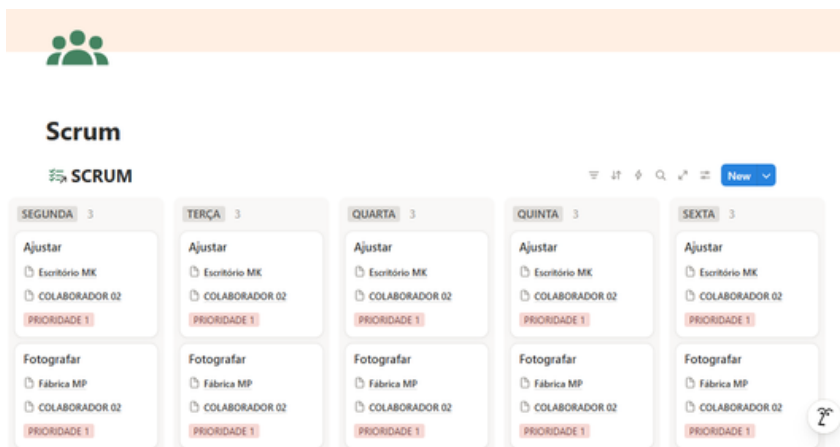 Scrum
SCRUM
New
SEGUNDA 3
Ajustar
Escritório MK
COLABORADOR 02
PRIORIDADE 1
Fotografar
Fábrica MP
COLABORADOR 02
PRIORIDADE 1
TERÇA 3
Ajustar
Escritório MK
COLABORADOR 02
PRIORIDADE 1
Fotografar
Fábrica MP
COLABORADOR 02
PRIORIDADE 1
QUARTA 3
Ajustar
Escritório MK
COLABORADOR 02
PRIORIDADE 1
Fotografar
Fábrica MP
COLABORADOR 02
PRIORIDADE 1
QUINTA 3
Ajustar
Escritório MK
COLABORADOR 02
PRIORIDADE 1
Fotografar
Fábrica MP
COLABORADOR 02
PRIORIDADE 1
SEXTA 3
Ajustar
Escritório MK
COLABORADOR 02
PRIORIDADE 1
Fotografar
Fábrica MP
COLABORADOR 02
PRIORIDADE 1